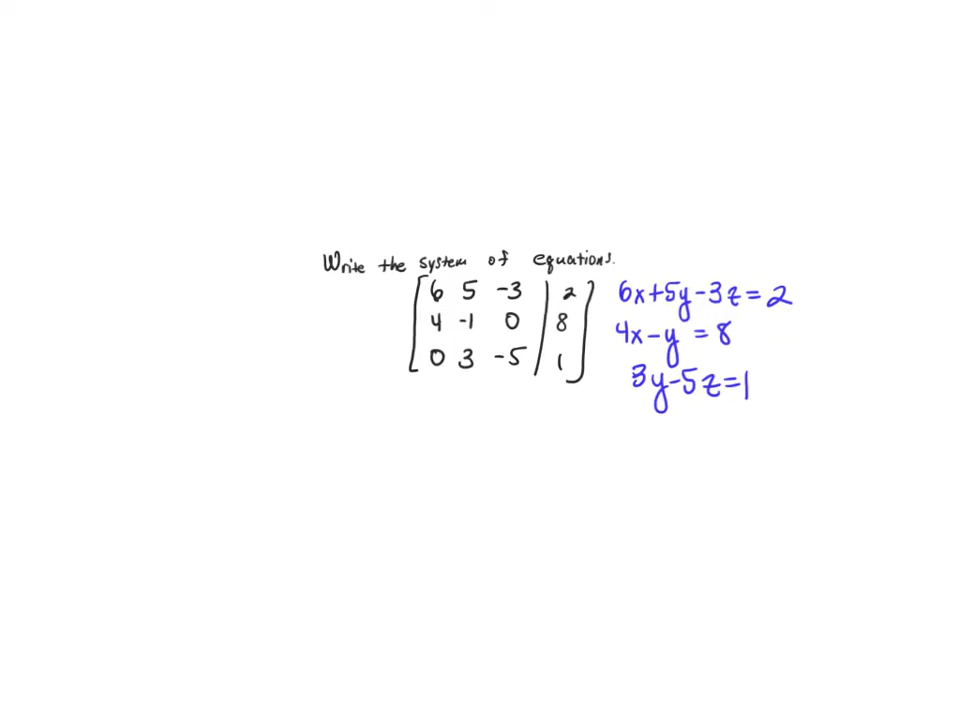 Write the system of equations.
[6 5 -3 | 2] 6x+5y-3z=2
[4 -1 0 | 8] 4x-y=8
[0 3 -5 | 1] 3y-5z=1